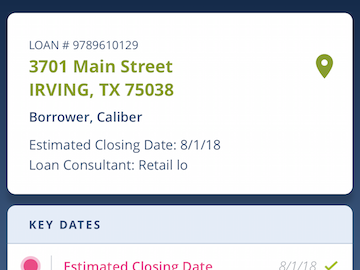 LOAN # 9789610129
3701 Main Street
IRVING, TX 75038
Borrower, Caliber
Estimated Closing Date: 8/1/18
Loan Consultant: Retail lo
KEY DATES
Estimated Closing Date 8/1/18